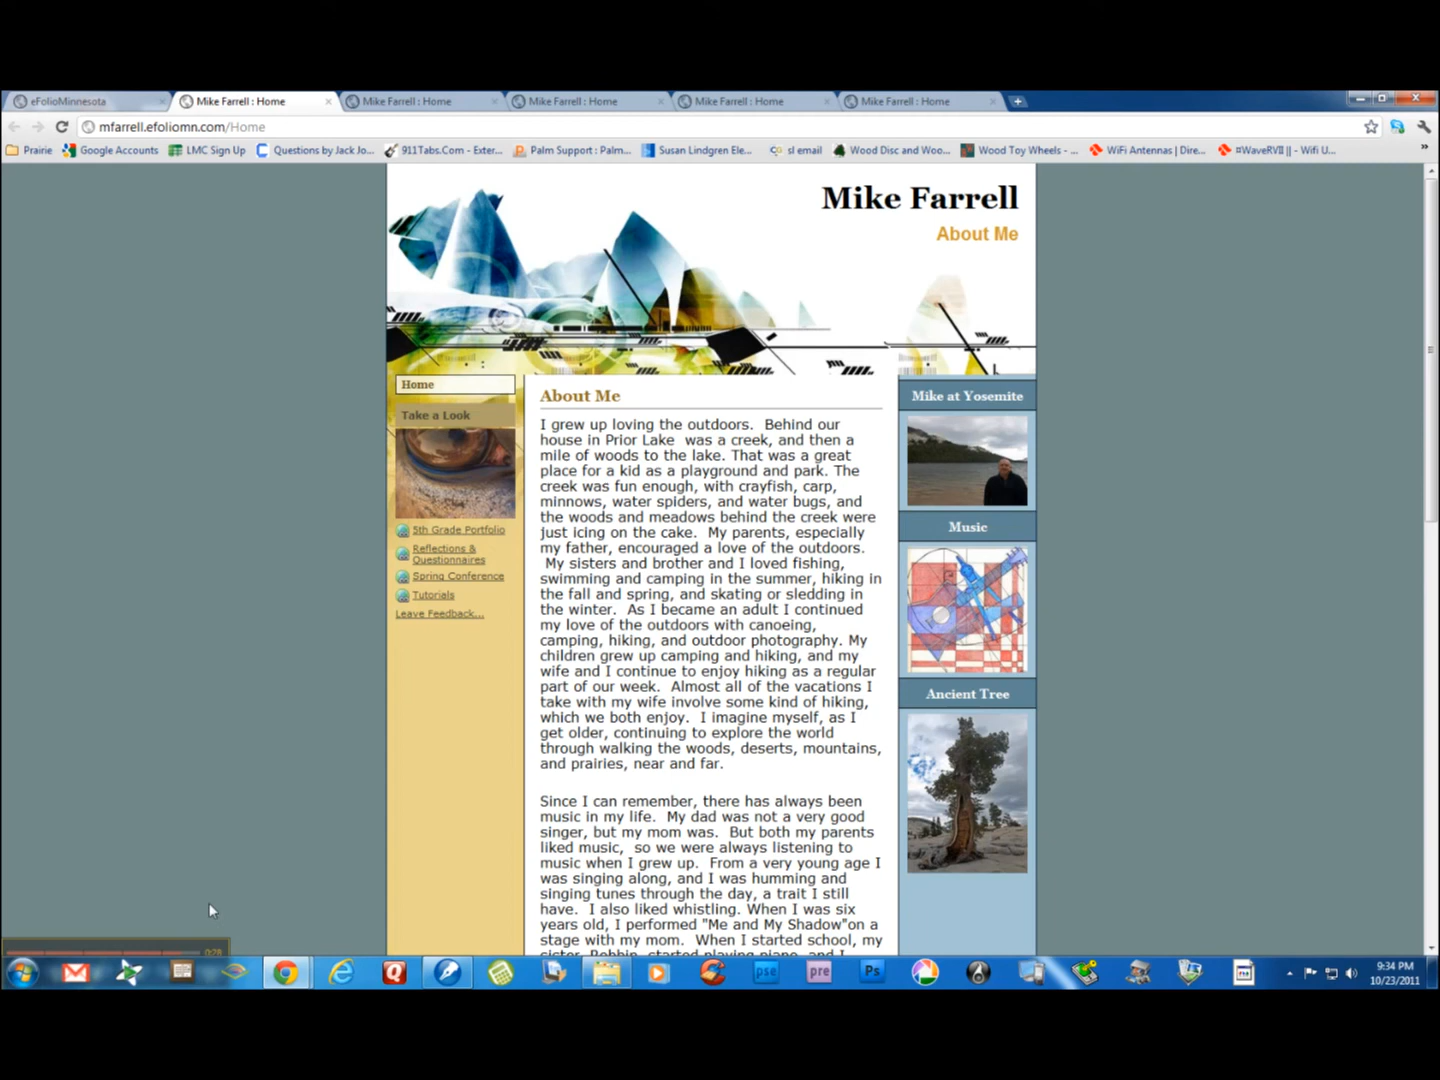 eFolioMinnesota
Mike Farrell : Home
Mike Farrell : Home
Mike Farrell : Home
Mike Farrell : Home
Mike Farrell : Home
mfarrell.efoliomn.com/Home
Prairie
Google Accounts
LMC Sign Up
Questions by Jack Jo...
911Tabs.Com - Exter...
Palm Support : Palm...
Susan Lindgren Ele...
sl email
Wood Disc and Woo...
Wood Toy Wheels - ...
WiFi Antennas | Dire...
¤WaveRVII || - Wifi U...
Mike Farrell
About Me
Home
Take a Look
5th Grade Portfolio
Reflections &
Questionnaires
Spring Conference
Tutorials
Leave Feedback...
About Me
I grew up loving the outdoors.  Behind our
house in Prior Lake  was a creek, and then a
mile of woods to the lake. That was a great
place for a kid as a playground and park. The
creek was fun enough, with crayfish, carp,
minnows, water spiders, and water bugs, and
the woods and meadows behind the creek were
just icing on the cake.  My parents, especially
my father, encouraged a love of the outdoors.
My sisters and brother and I loved fishing,
swimming and camping in the summer, hiking in
the fall and spring, and skating or sledding in
the winter.  As I became an adult I continued
my love of the outdoors with canoeing,
camping, hiking, and outdoor photography. My
children grew up camping and hiking, and my
wife and I continue to enjoy hiking as a regular
part of our week.  Almost all of the vacations I
take with my wife involve some kind of hiking,
which we both enjoy.  I imagine myself, as I
get older, continuing to explore the world
through walking the woods, deserts, mountains,
and prairies, near and far.
Since I can remember, there has always been
music in my life.  My dad was not a very good
singer, but my mom was.  But both my parents
liked music,  so we were always listening to
music when I grew up.  From a very young age I
was singing along, and I was humming and
singing tunes through the day, a trait I still
have.  I also liked whistling. When I was six
years old, I performed "Me and My Shadow"on a
stage with my mom.  When I started school, my
sister, Robbin, started playing piano, and I
Mike at Yosemite
Music
Ancient Tree
0:28
pse
pre
Ps
9:34 PM
10/23/2011